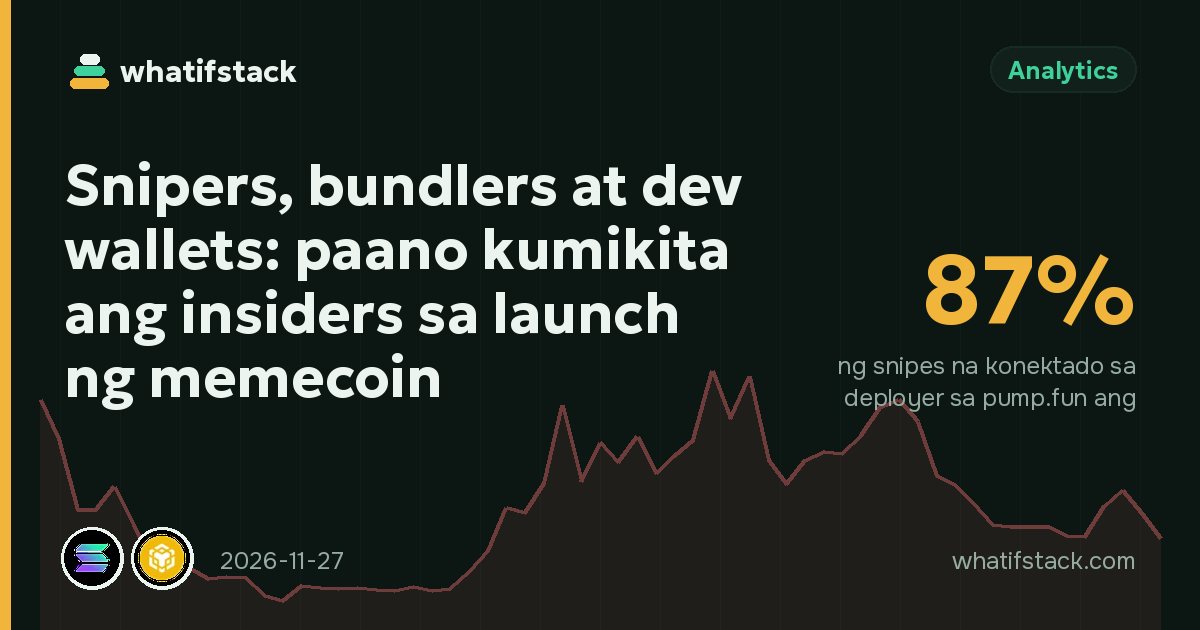 whatifstack
Analytics
Snipers, bundlers at dev
wallets: paano kumikita
ang insiders sa launch
ng memecoin
87%
ng snipes na konektado sa
deployer sa pump.fun ang
2026-11-27
whatifstack.com